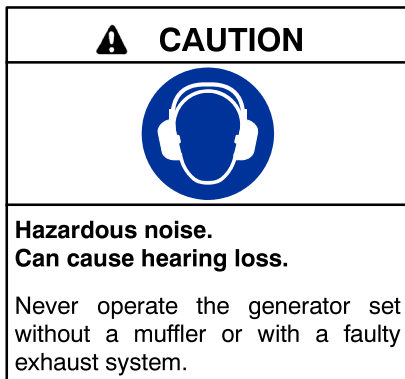 CAUTION
Hazardous noise.
Can cause hearing loss.
Never operate the generator set
without a muffler or with a faulty
exhaust system.